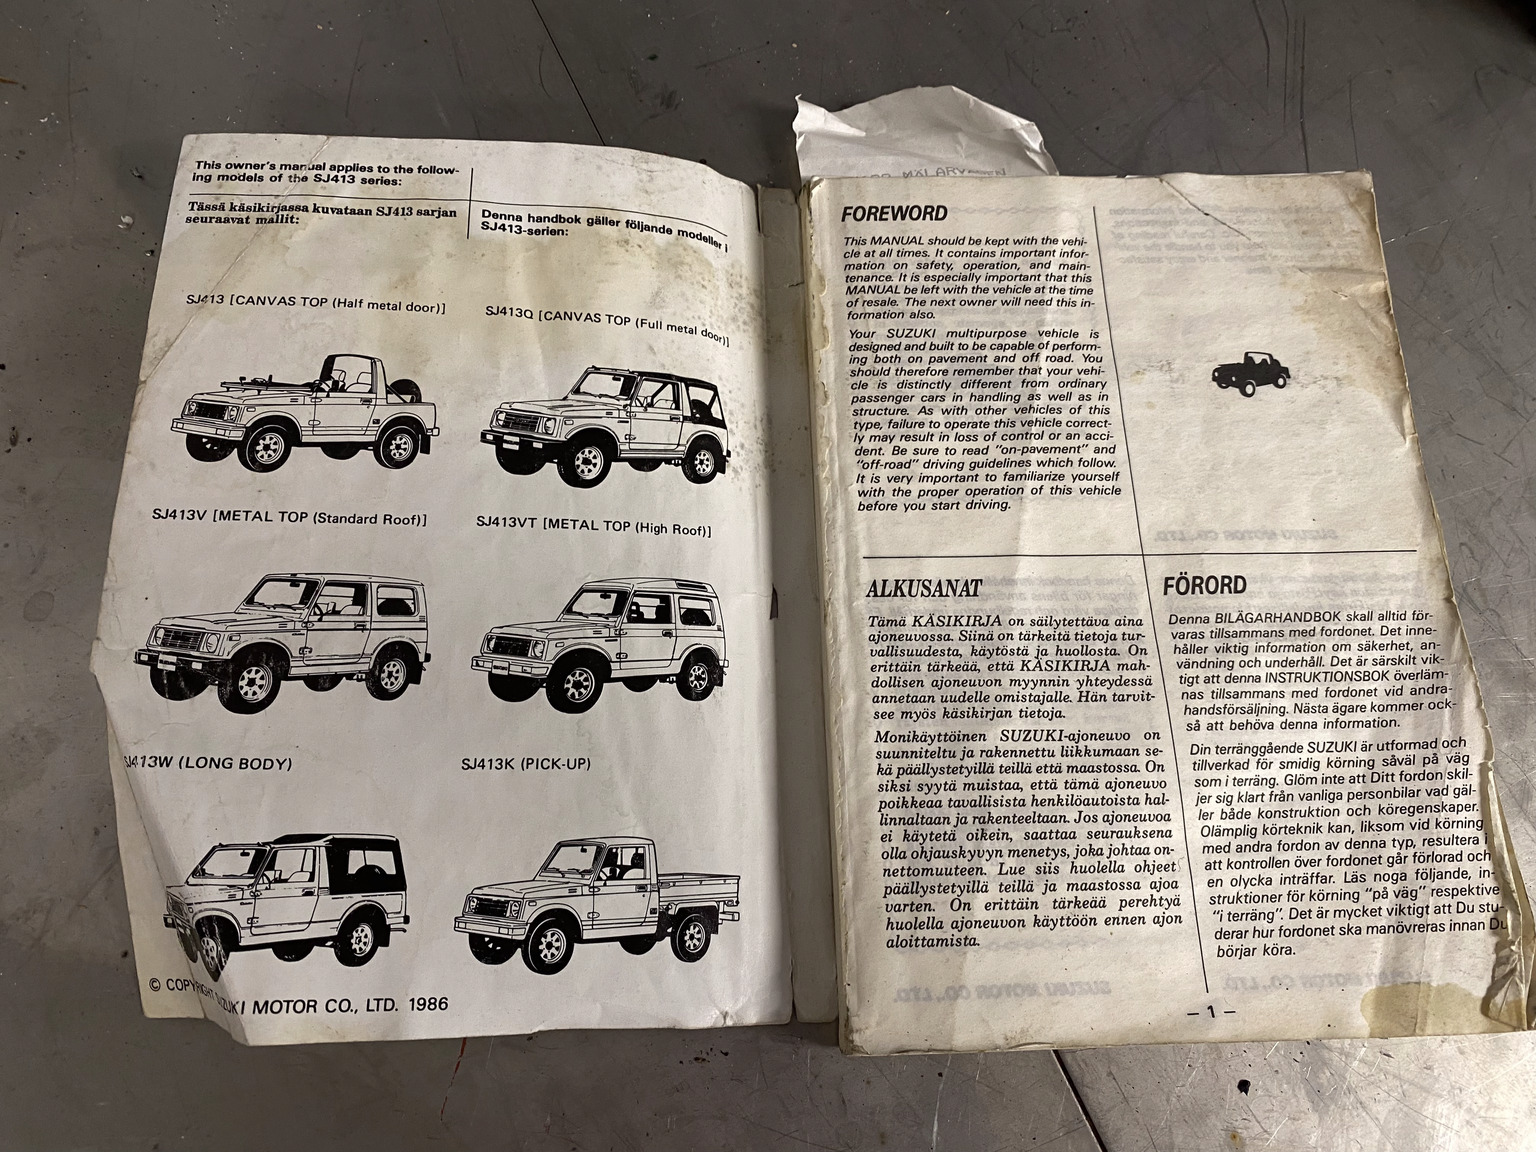 This owner's manual applies to the follow-
ing models of the SJ413 series:
Tässä käsikirjassa kuvataan SJ413 sarjan
seuraavat mallit:
Denna handbok gäller följande modeller i
SJ413-serien:
SJ413 [CANVAS TOP (Half metal door)]
SJ413Q [CANVAS TOP (Full metal door)]
SJ413V [METAL TOP (Standard Roof)]
SJ413VT [METAL TOP (High Roof)]
SJ413W (LONG BODY)
SJ413K (PICK-UP)
© COPYRIGHT SUZUKI MOTOR CO., LTD. 1986
FOREWORD
This MANUAL should be kept with the vehi-
cle at all times. It contains important infor-
mation on safety, operation, and main-
tenance. It is especially important that this
MANUAL be left with the vehicle at the time
of resale. The next owner will need this in-
formation also.
Your SUZUKI multipurpose vehicle is
designed and built to be capable of perform-
ing both on pavement and off road. You
should therefore remember that your vehi-
cle is distinctly different from ordinary
passenger cars in handling as well as in
structure. As with other vehicles of this
type, failure to operate this vehicle correct-
ly may result in loss of control or an acci-
dent. Be sure to read "on-pavement" and
"off-road" driving guidelines which follow.
It is very important to familiarize yourself
with the proper operation of this vehicle
before you start driving.
ALKUSANAT
Tämä KÄSIKIRJA on säilytettävä aina
ajoneuvossa. Siinä on tärkeitä tietoja tur-
vallisuudesta, käytöstä ja huollosta. On
erittäin tärkeää, että KÄSIKIRJA mah-
dollisen ajoneuvon myynnin yhteydessä
annetaan uudelle omistajalle. Hän tarvit-
see myös käsikirjan tietoja.
Monikäyttöinen SUZUKI-ajoneuvo on
suunniteltu ja rakennettu liikkumaan se-
kä päällystetyillä teillä että maastossa. On
siksi syytä muistaa, että tämä ajoneuvo
poikkeaa tavallisista henkilöautoista hal-
linnaltaan ja rakenteeltaan. Jos ajoneuvoa
ei käytetä oikein, saattaa seurauksena
olla ohjauskyvyn menetys, joka johtaa on-
nettomuuteen. Lue siis huolella ohjeet
päällystetyillä teillä ja maastossa ajoa
varten. On erittäin tärkeää perehtyä
huolella ajoneuvon käyttöön ennen ajon
aloittamista.
FÖRORD
Denna BILÄGARHANDBOK skall alltid för-
varas tillsammans med fordonet. Det inne-
håller viktig information om säkerhet, an-
vändning och underhåll. Det är särskilt vik-
tigt att denna INSTRUKTIONSBOK överläm-
nas tillsammans med fordonet vid andra-
handsförsäljning. Nästa ägare kommer ock-
så att behöva denna information.
Din terränggående SUZUKI är utformad och
tillverkad för smidig körning såväl på väg
som i terräng. Glöm inte att Ditt fordon skil-
jer sig klart från vanliga personbilar vad gäl-
ler både konstruktion och köregenskaper.
Olämplig körteknik kan, liksom vid körning
med andra fordon av denna typ, resultera i
att kontrollen över fordonet går förlorad och
en olycka inträffar. Läs noga följande, in-
struktioner för körning "på väg" respektive
"i terräng". Det är mycket viktigt att Du stu-
derar hur fordonet ska manövreras innan Du
börjar köra.
— 1 —